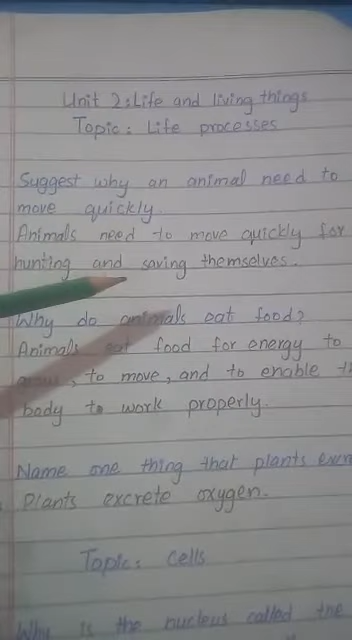 Unit 2: Life and living things
Topic: Life processes
Suggest why an animal need to
move quickly.
Animals need to move quickly for
hunting and saving themselves.
Why do animals eat food?
Animals eat food for energy to
grow, to move, and to enable
body to work properly.
Name one thing that plants
Plants excrete oxygen.
Topic: Cells
Why is the nucleus called the